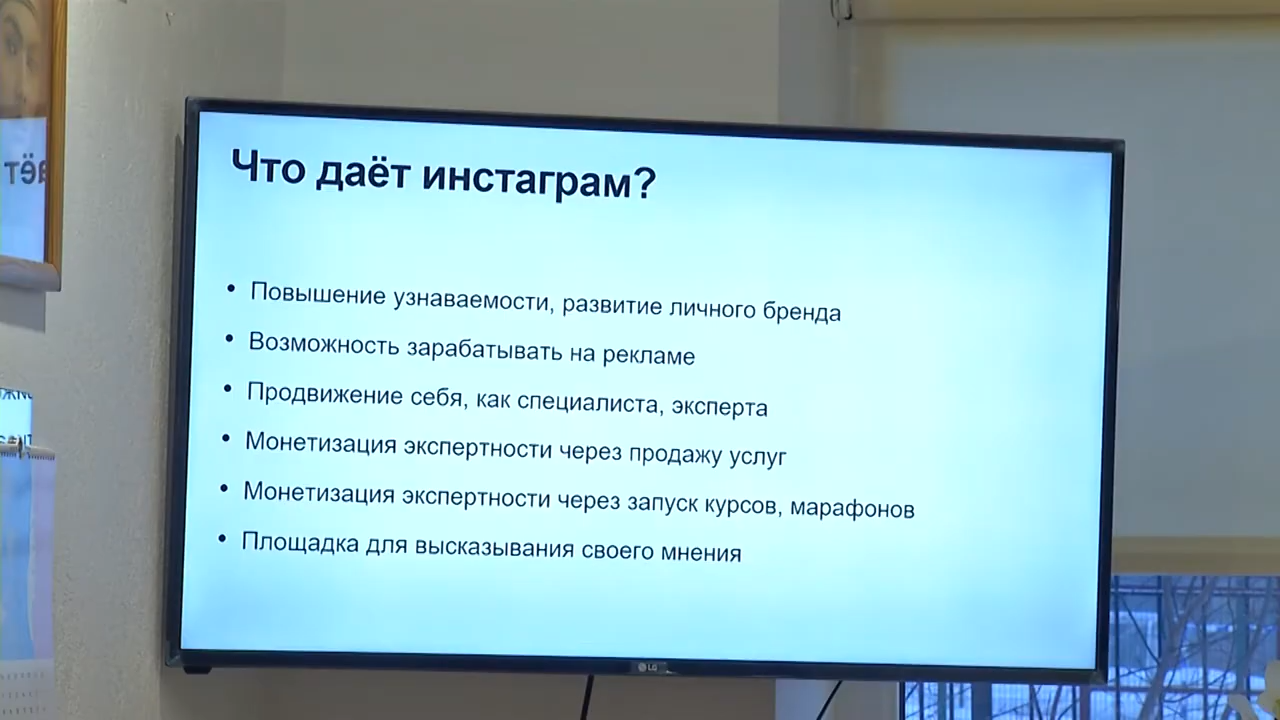 Что даёт инстаграм?
• Повышение узнаваемости, развитие личного бренда
• Возможность зарабатывать на рекламе
• Продвижение себя, как специалиста, эксперта
• Монетизация экспертности через продажу услуг
• Монетизация экспертности через запуск курсов, марафонов
• Площадка для высказывания своего мнения
LG